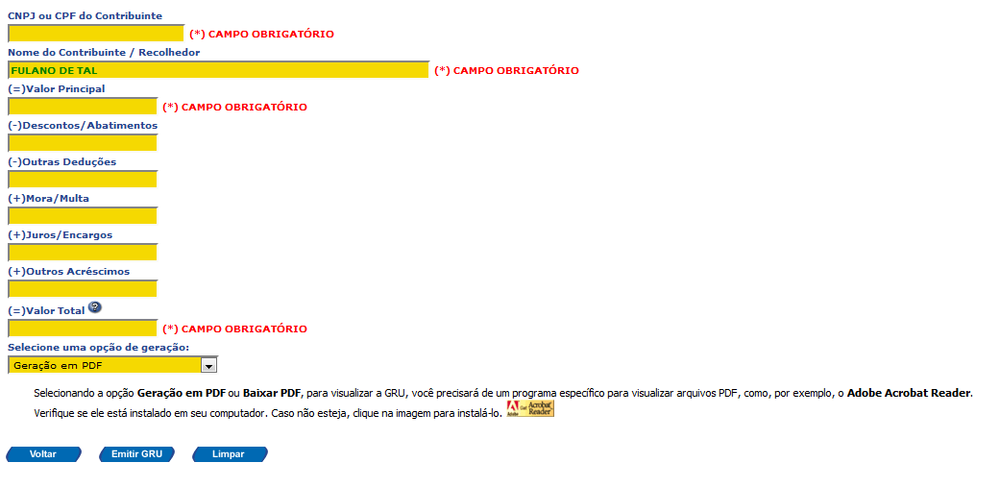 CNPJ ou CPF do Contribuinte
(*) CAMPO OBRIGATÓRIO
Nome do Contribuinte / Recolhedor
FULANO DE TAL (*) CAMPO OBRIGATÓRIO
(=)Valor Principal
(*) CAMPO OBRIGATÓRIO
(-)Descontos/Abatimentos
(-)Outras Deduções
(+)Mora/Multa
(+)Juros/Encargos
(+)Outros Acréscimos
(=)Valor Total ?
(*) CAMPO OBRIGATÓRIO
Selecione uma opção de geração:
Geração em PDF
Selecionando a opção Geração em PDF ou Baixar PDF, para visualizar a GRU, você precisará de um programa específico para visualizar arquivos PDF, como, por exemplo, o Adobe Acrobat Reader.
Verifique se ele está instalado em seu computador. Caso não esteja, clique na imagem para instalá-lo. Adobe Get Acrobat Reader
Voltar Emitir GRU Limpar